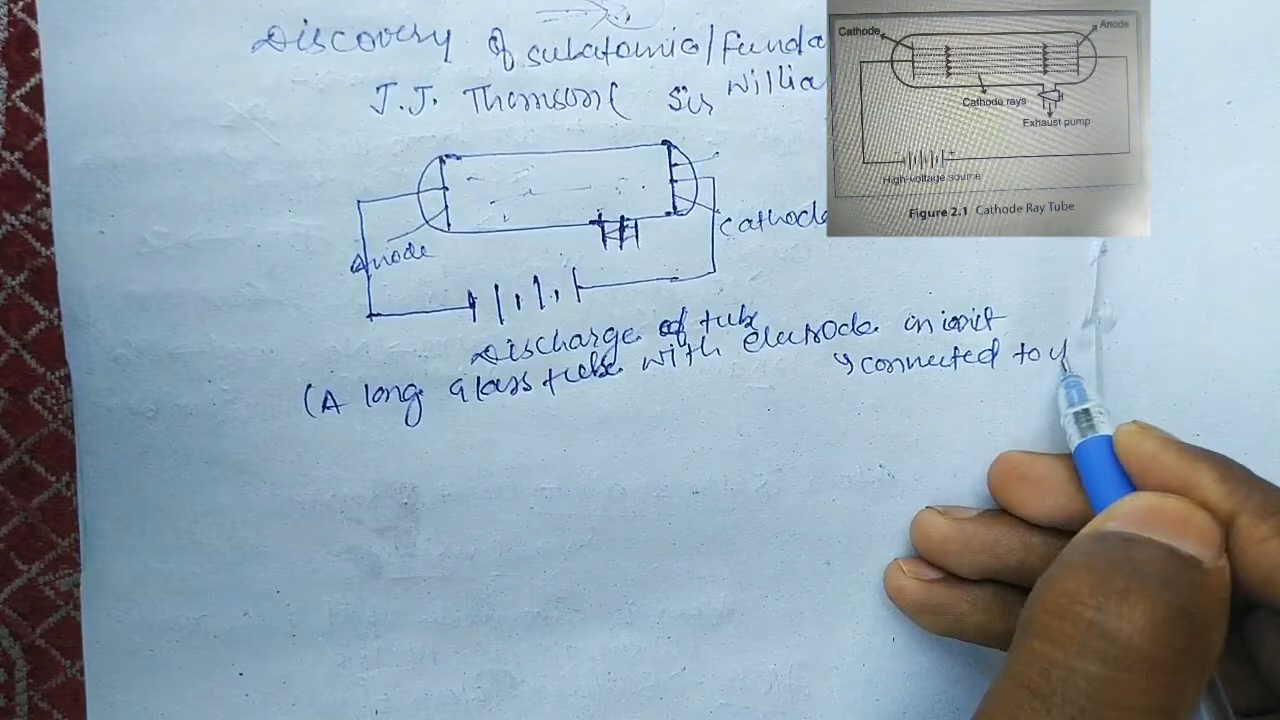 Discovery of subatomic/Funda
J.J. Thomson( Sir Willia
Anode
Cathode
Discharge of tube
(A long glass tube with electrode in it
connected to
Cathode
Anode
Cathode rays
Exhaust pump
+
High-voltage source
Figure 2.1 Cathode Ray Tube